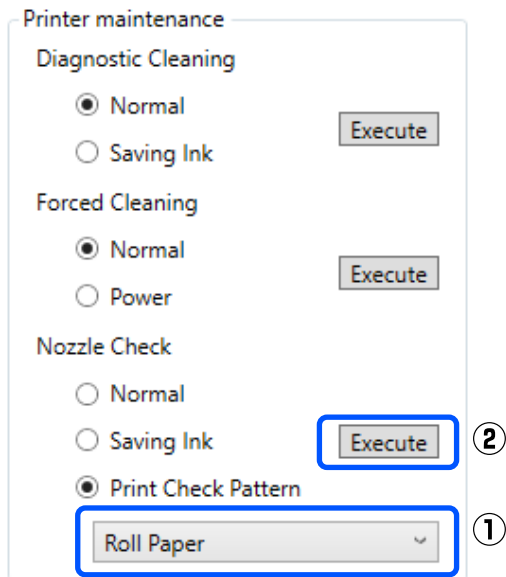 Printer maintenance
Diagnostic Cleaning
Normal
Execute
Saving Ink
Forced Cleaning
Normal
Execute
Power
Nozzle Check
Normal
Saving Ink
Execute
②
Print Check Pattern
Roll Paper
①